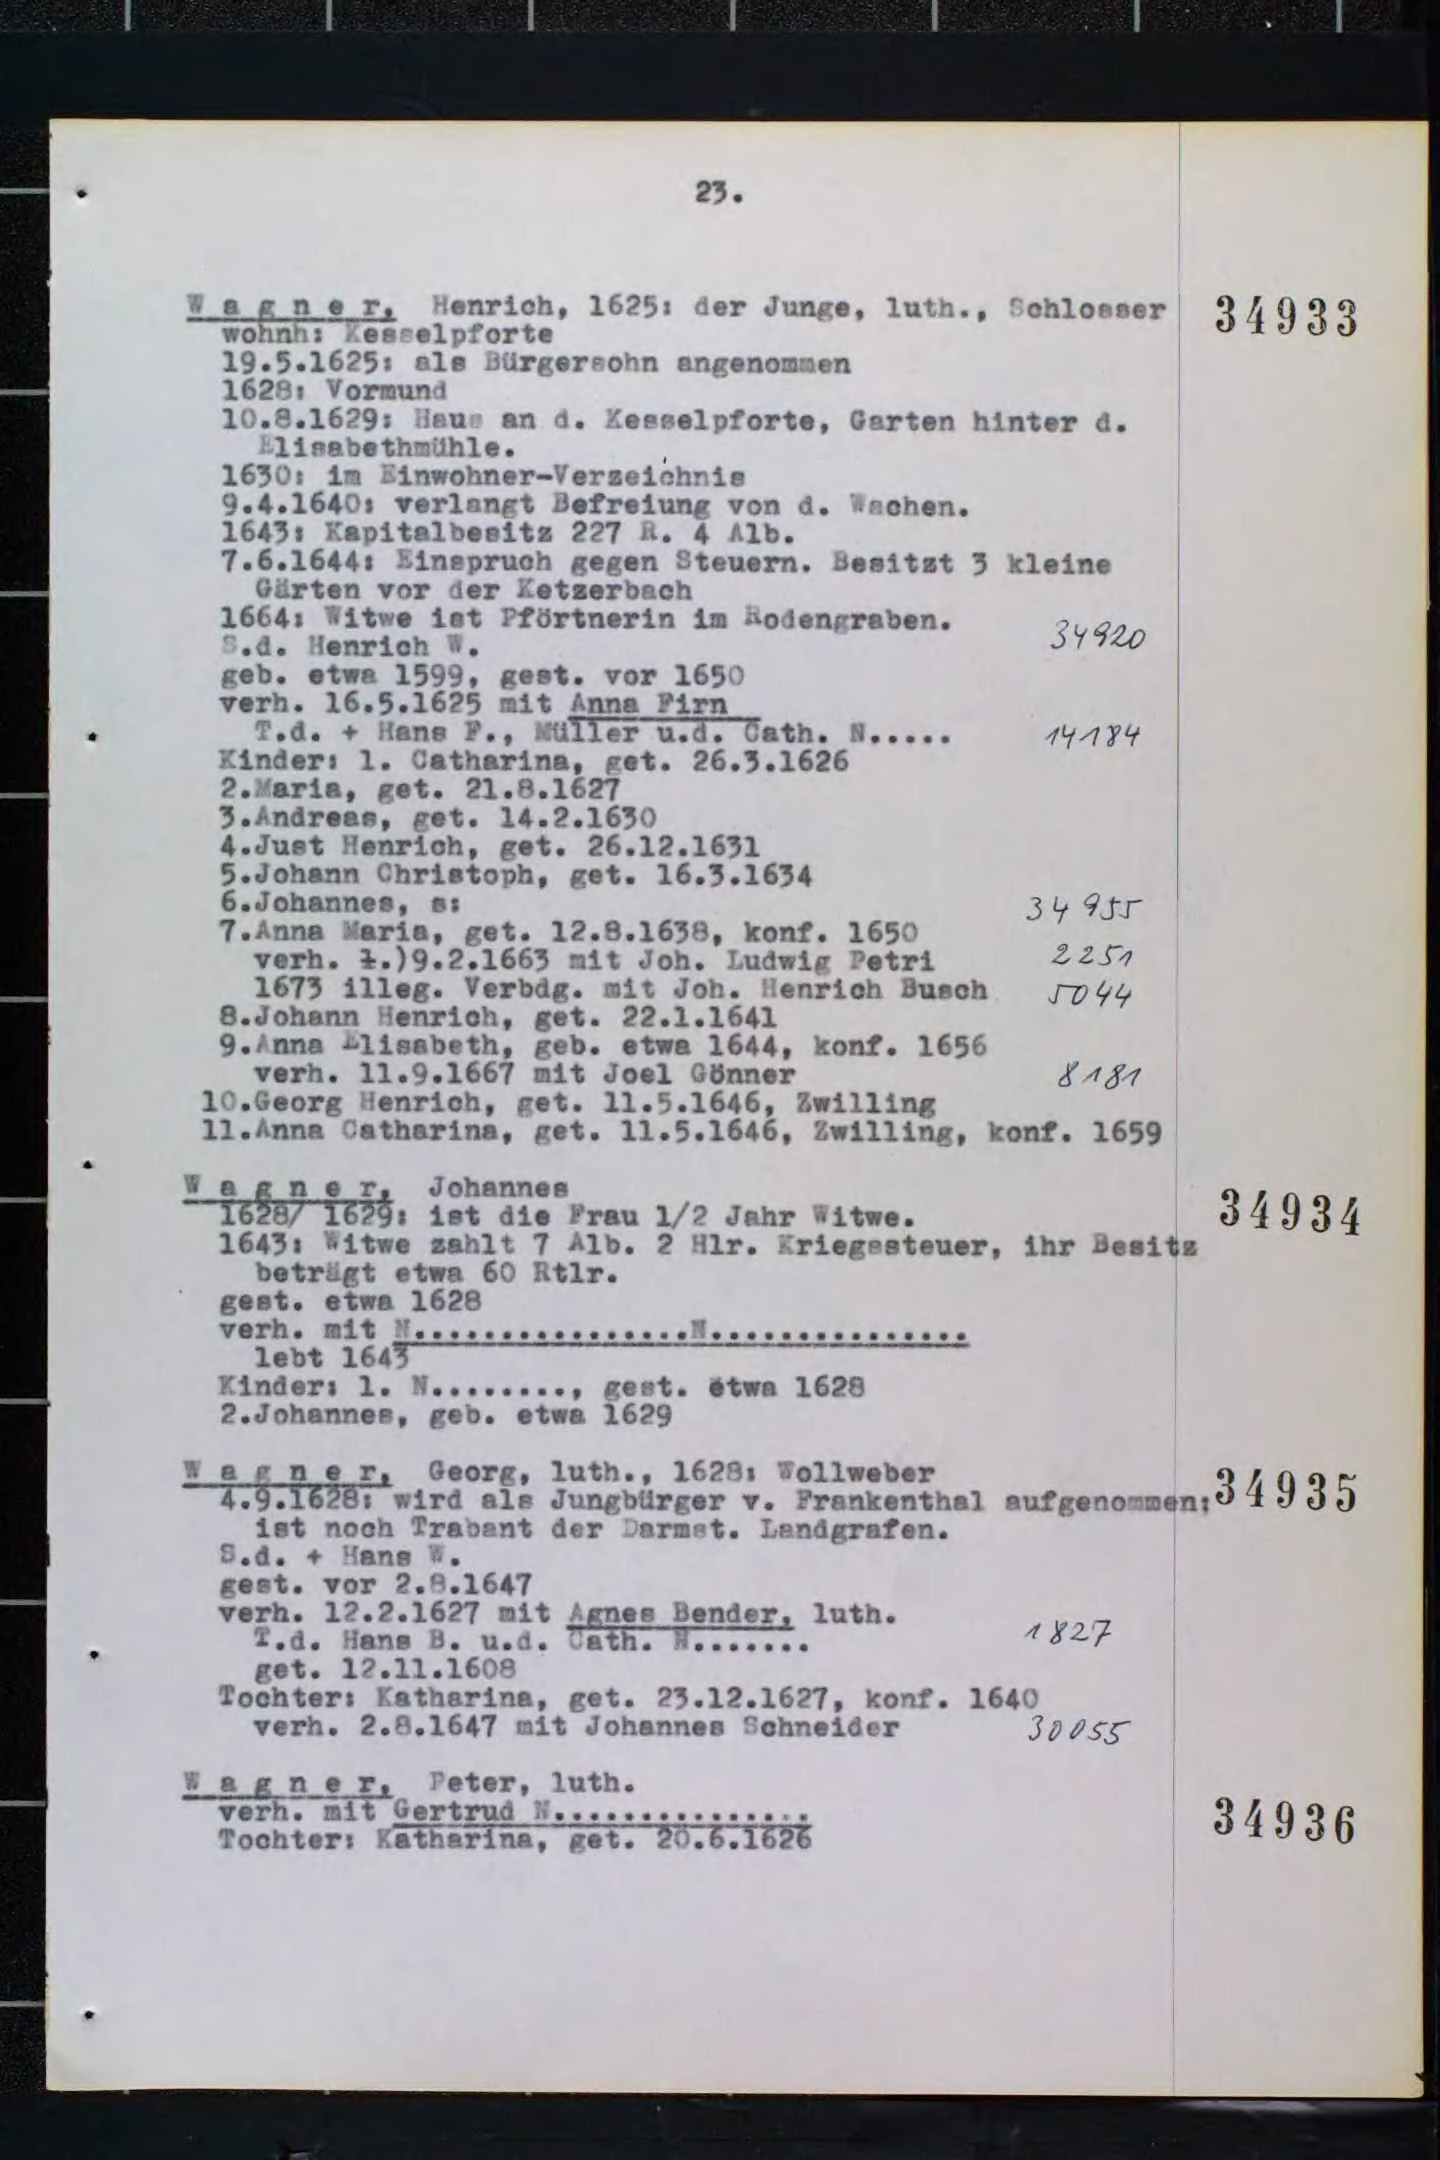 23.
W a g n e r, Henrich, 1625: der Junge, luth., Schlosser 34933
wohnh: Kesselpforte
19.5.1625: als Bürgersohn angenommen
1628: Vormund
10.8.1629: Haus an d. Kesselpforte, Garten hinter d.
Elisabethmühle.
1630: im Einwohner-Verzeichnis
9.4.1640: verlangt Befreiung von d. Wachen.
1643: Kapitalbesitz 227 R. 4 Alb.
7.6.1644: Einspruch gegen Steuern. Besitzt 3 kleine
Gärten vor der Ketzerbach
1664: Witwe ist Pförtnerin im Rodengraben.
S.d. Henrich W. 34920
geb. etwa 1599, gest. vor 1650
verh. 16.5.1625 mit Anna Firn
T.d. + Hans F., Müller u.d. Cath. N..... 14184
Kinder: 1. Catharina, get. 26.3.1626
2.Maria, get. 21.8.1627
3.Andreas, get. 14.2.1630
4.Just Henrich, get. 26.12.1631
5.Johann Christoph, get. 16.3.1634
6.Johannes, s: 34955
7.Anna Maria, get. 12.8.1638, konf. 1650
verh. 1.)9.2.1663 mit Joh. Ludwig Petri 2251
1673 illeg. Verbdg. mit Joh. Henrich Busch 5044
8.Johann Henrich, get. 22.1.1641
9.Anna Elisabeth, geb. etwa 1644, konf. 1656
verh. 11.9.1667 mit Joel Gönner 8181
10.Georg Henrich, get. 11.5.1646, Zwilling
11.Anna Catharina, get. 11.5.1646, Zwilling, konf. 1659
W a g n e r, Johannes 34934
1628/ 1629: ist die Frau 1/2 Jahr Witwe.
1643: Witwe zahlt 7 Alb. 2 Hlr. Kriegssteuer, ihr Besitz
beträgt etwa 60 Rtlr.
gest. etwa 1628
verh. mit N................N...............
lebt 1643
Kinder: 1. N........, gest. etwa 1628
2.Johannes, geb. etwa 1629
W a g n e r, Georg, luth., 1628: Wollweber 34935
4.9.1628: wird als Jungbürger v. Frankenthal aufgenommen;
ist noch Trabant der Darmst. Landgrafen.
S.d. + Hans W.
gest. vor 2.8.1647
verh. 12.2.1627 mit Agnes Bender, luth.
T.d. Hans B. u.d. Cath. N....... 1827
get. 12.11.1608
Tochter: Katharina, get. 23.12.1627, konf. 1640
verh. 2.8.1647 mit Johannes Schneider 30055
W a g n e r, Peter, luth. 34936
verh. mit Gertrud N...............
Tochter: Katharina, get. 20.6.1626